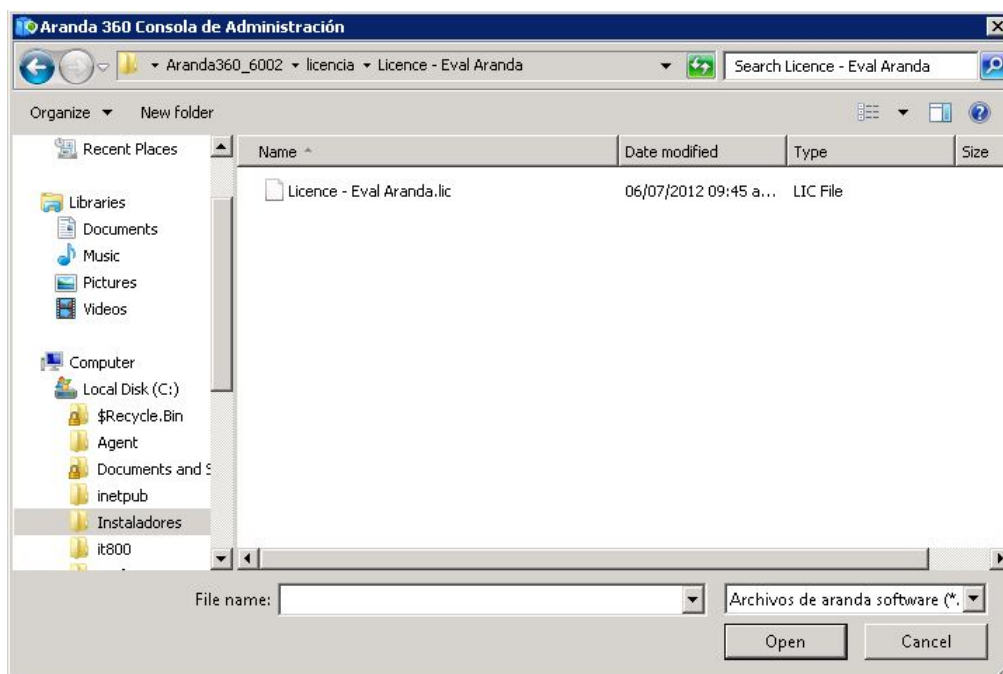 Aranda 360 Consola de Administración
Aranda360_6002 licencia Licence - Eval Aranda
Search Licence - Eval Aranda
Organize New folder
Recent Places
Libraries
Documents
Music
Pictures
Videos
Computer
Local Disk (C:)
$Recycle.Bin
Agent
Documents and S
inetpub
Instaladores
it800
Name Date modified Type Size
Licence - Eval Aranda.lic 06/07/2012 09:45 a... LIC File
File name:
Archivos de aranda software (*.
Open Cancel